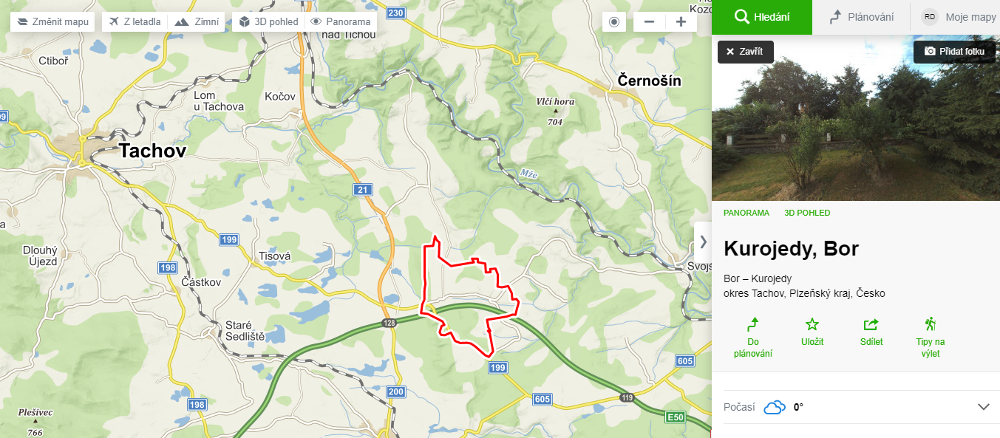 Změnit mapu
Z letadla
Zimní
3D pohled
Panorama
Hledání
Plánování
RD
Moje mapy
230
nad Tichou
Ctiboř
Lom
u Tachova
Kočov
Černošín
Vlčí hora
704
Tachov
Mže
21
199
198
Tisová
Dlouhý
Újezd
Částkov
Staré
Sedliště
128
199
605
200
605
198
119
E50
Plešivec
766
Zavřít
Přidat fotku
PANORAMA
3D POHLED
Kurojedy, Bor
Bor – Kurojedy
okres Tachov, Plzeňský kraj, Česko
Do
plánování
Uložit
Sdílet
Tipy na
výlet
Počasí
0°